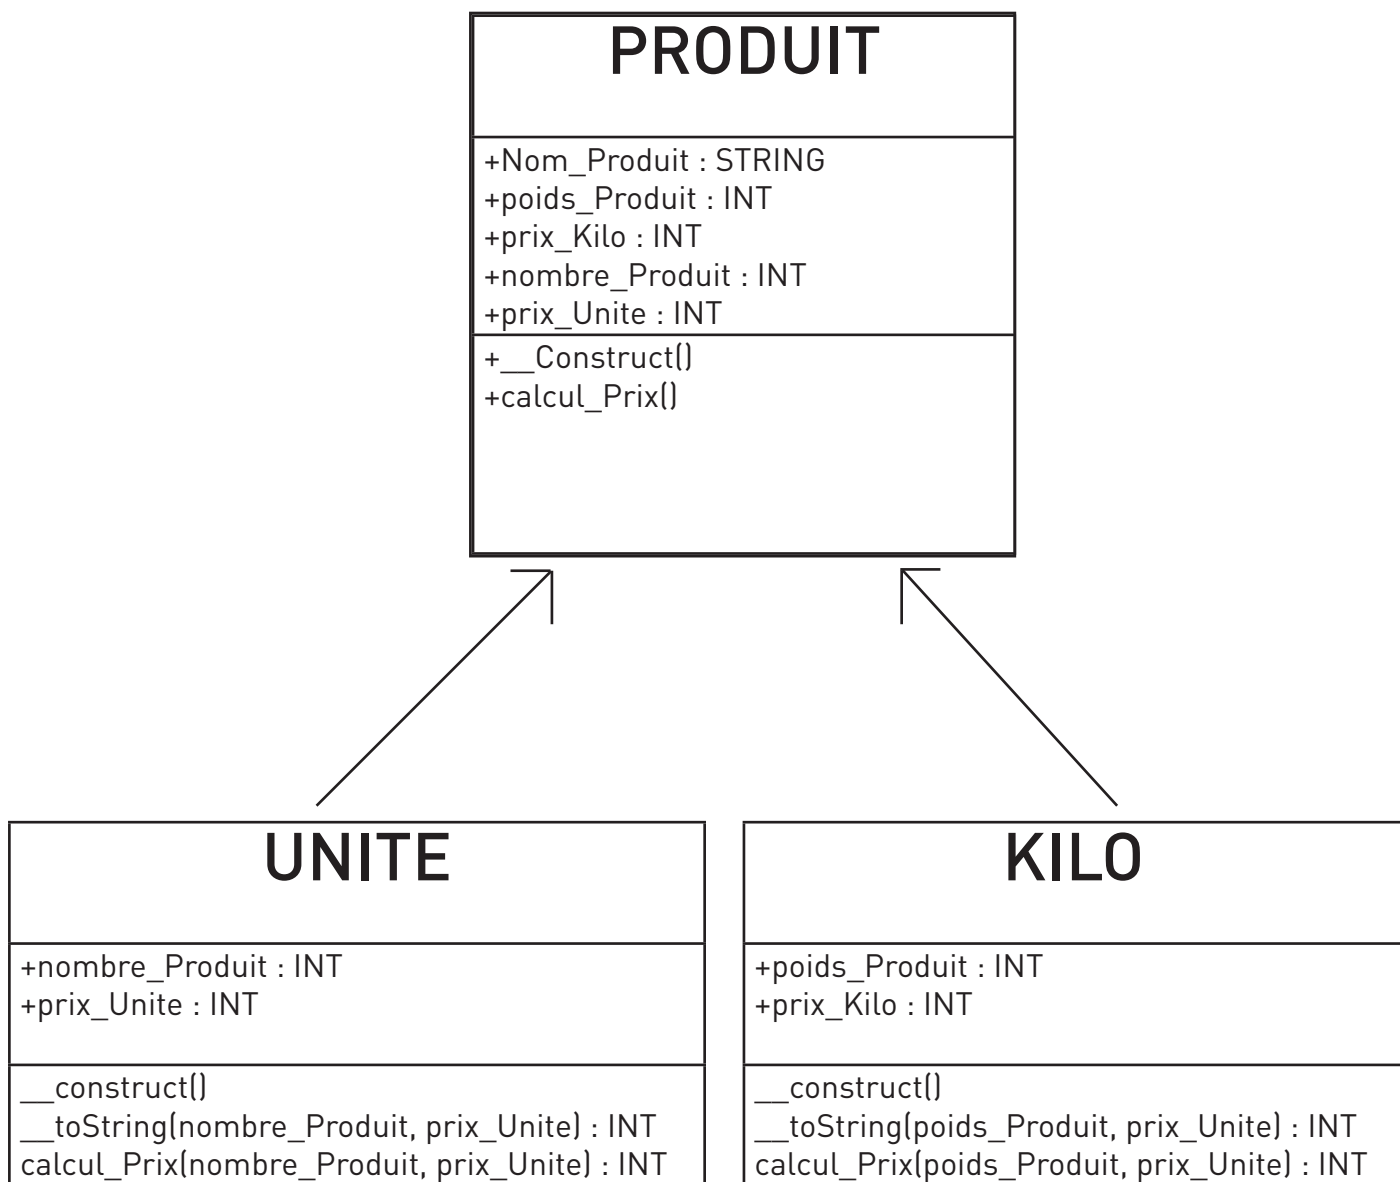 PRODUIT
+Nom_Produit : STRING
+poids_Produit : INT
+prix_Kilo : INT
+nombre_Produit : INT
+prix_Unite : INT
+__Construct()
+calcul_Prix()
UNITE
+nombre_Produit : INT
+prix_Unite : INT
__construct()
__toString(nombre_Produit, prix_Unite) : INT
calcul_Prix(nombre_Produit, prix_Unite) : INT
KILO
+poids_Produit : INT
+prix_Kilo : INT
__construct()
__toString(poids_Produit, prix_Unite) : INT
calcul_Prix(poids_Produit, prix_Unite) : INT